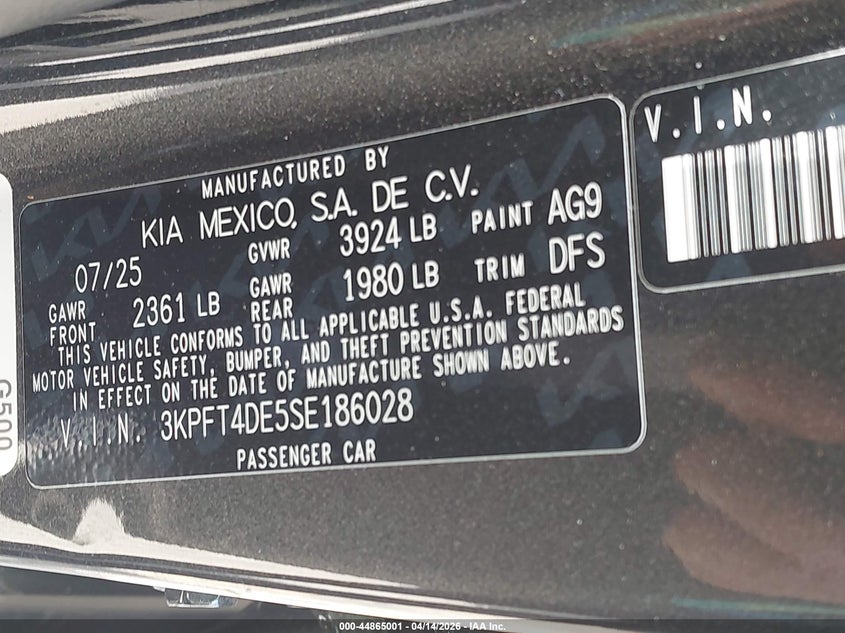 MANUFACTURED BY
KIA MEXICO, S.A. DE C.V.
07/25 GVWR 3924 LB PAINT AG9
GAWR FRONT 2361 LB GAWR REAR 1980 LB TRIM DFS
THIS VEHICLE CONFORMS TO ALL APPLICABLE U.S.A. FEDERAL
MOTOR VEHICLE SAFETY, BUMPER, AND THEFT PREVENTION STANDARDS
IN EFFECT ON THE DATE OF MANUFACTURE SHOWN ABOVE.
V.I.N. 3KPFT4DE5SE186028
PASSENGER CAR
V.I.N.
G500
000-44865001 - 04/14/2026 - IAA Inc.